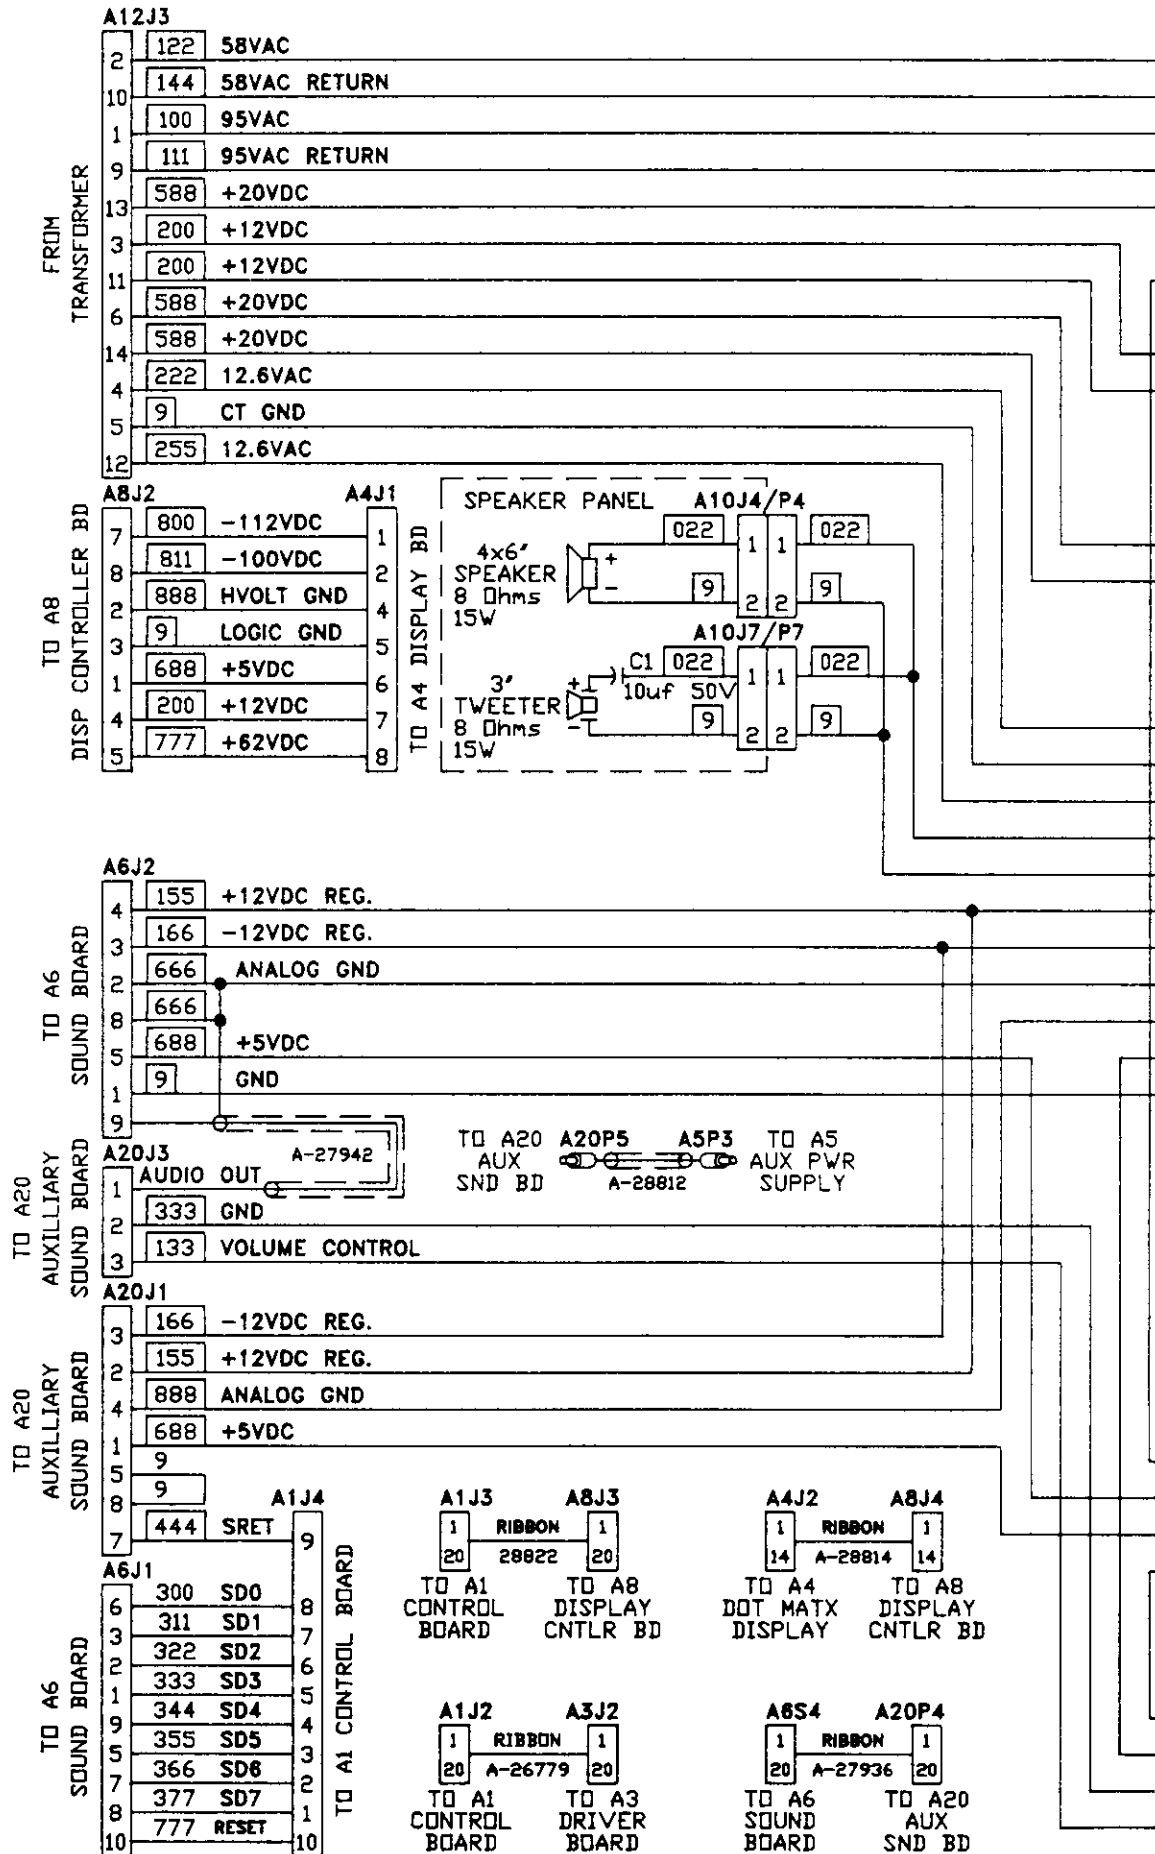 A12J3
FROM
TRANSFORMER
2 122 58VAC
10 144 58VAC RETURN
1 100 95VAC
9 111 95VAC RETURN
13 588 +20VDC
3 200 +12VDC
11 200 +12VDC
6 588 +20VDC
14 588 +20VDC
4 222 12.6VAC
5 9 CT GND
12 255 12.6VAC
A8J2 A4J1
TO A8
DISP CONTROLLER BD
7 800 -112VDC 1
8 811 -100VDC 2
2 888 HVOLT GND 4
3 9 LOGIC GND 5
1 688 +5VDC 6
4 200 +12VDC 7
5 777 +62VDC 8
TO A4 DISPLAY BD
SPEAKER PANEL A10J4/P4
4x6"
SPEAKER
8 Ohms
15W
+
-
022 1 1 022
9 2 2 9
A10J7/P7
3"
TWEETER
8 Ohms
15W
+
-
C1
10uf 50V
022 1 1 022
9 2 2 9
A6J2
TO A6
SOUND BOARD
4 155 +12VDC REG.
3 166 -12VDC REG.
2 666 ANALOG GND
8 666
5 688 +5VDC
1 9 GND
9
A-27942
A20J3
TO A20
AUXILLIARY
SOUND BOARD
1 AUDIO OUT
2 333 GND
3 133 VOLUME CONTROL
TO A20
AUX
SND BD
A20P5 A5P3
A-28812
TO A5
AUX PWR
SUPPLY
A20J1
TO A20
AUXILLIARY
SOUND BOARD
3 166 -12VDC REG.
2 155 +12VDC REG.
4 888 ANALOG GND
1 688 +5VDC
5 9
8 9
7 444 SRET 9
A1J4
TO A1 CONTROL BOARD
A6J1
TO A6
SOUND BOARD
6 300 SD0 8
3 311 SD1 7
2 322 SD2 6
1 333 SD3 5
9 344 SD4 4
5 355 SD5 3
7 366 SD6 2
8 377 SD7 1
10 777 RESET 10
A1J3 A8J3
1 RIBBON 1
20 28822 20
TO A1
CONTROL
BOARD
TO A8
DISPLAY
CNTLR BD
A4J2 A8J4
1 RIBBON 1
14 A-28814 14
TO A4
DOT MATX
DISPLAY
TO A8
DISPLAY
CNTLR BD
A1J2 A3J2
1 RIBBON 1
20 A-26779 20
TO A1
CONTROL
BOARD
TO A3
DRIVER
BOARD
A6S4 A20P4
1 RIBBON 1
20 A-27936 20
TO A6
SOUND
BOARD
TO A20
AUX
SND BD